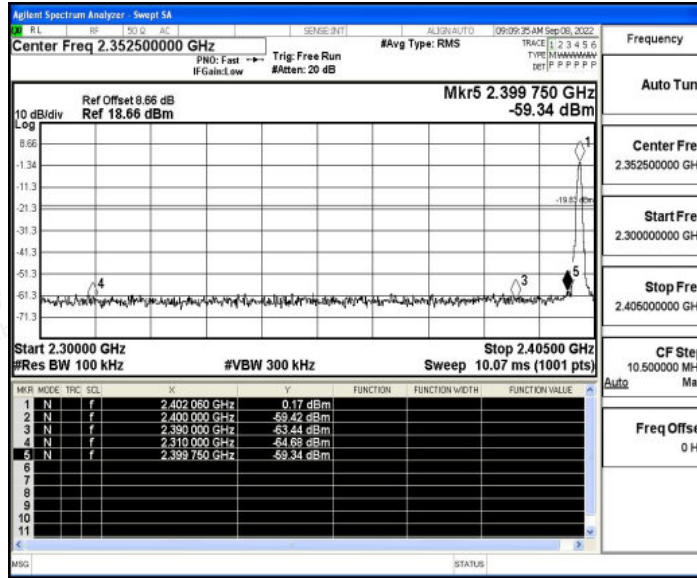 Agilent Spectrum Analyzer - Swept SA
RL RF 50 Ω AC SENSE:INT ALIGNAUTO 09:09:35 AM Sep 08, 2022
Center Freq 2.352500000 GHz #Avg Type: RMS TRACE 1 2 3 4 5 6
PNO: Fast Trig: Free Run TYPE
IFGain:Low #Atten: 20 dB DET P P P P P P
Ref Offset 8.66 dB Mkr5 2.399 750 GHz
10 dB/div Ref 18.66 dBm -59.34 dBm
Log
8.66
-1.34
-11.3
-21.3
-31.3
-41.3
-51.3
-61.3
-71.3
1
4
3
5
Start 2.30000 GHz Stop 2.40500 GHz
#Res BW 100 kHz #VBW 300 kHz Sweep 10.07 ms (1001 pts)
MKR MODE TRC SCL X Y FUNCTION FUNCTION WIDTH FUNCTION VALUE
1 N f 2.402 060 GHz 0.17 dBm
2 N f 2.400 000 GHz -59.42 dBm
3 N f 2.390 000 GHz -63.44 dBm
4 N f 2.310 000 GHz -64.68 dBm
5 N f 2.399 750 GHz -59.34 dBm
6
7
8
9
10
11
MSG STATUS
Frequency
Auto Tun
Center Fre
2.352500000 GH
Start Fre
2.300000000 GH
Stop Fre
2.405000000 GH
CF Ste
10.500000 MH
Auto Ma
Freq Offse
0 H